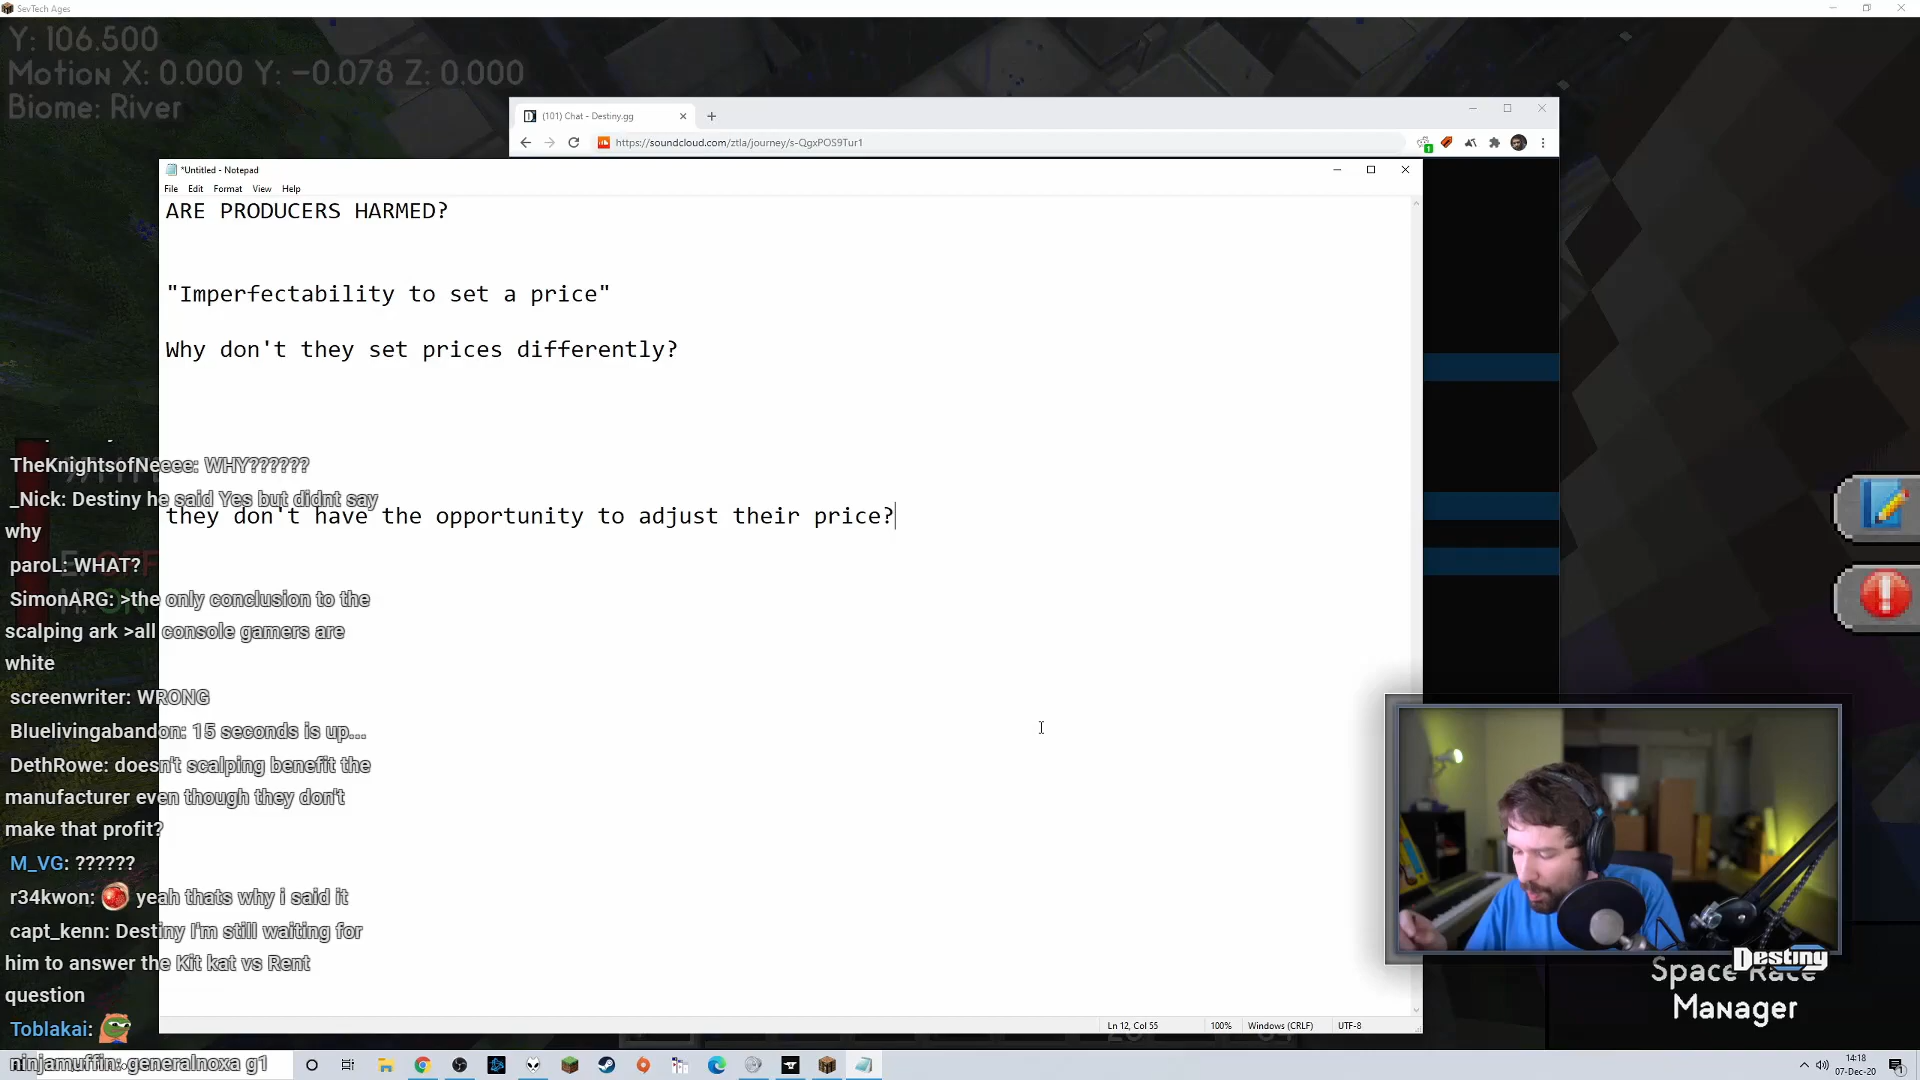 SevTech Ages
Y: 106.500
Motion X: 0.000 Y: −0.078 Z: 0.000
Biome: River
(101) Chat - Destiny.gg
https://soundcloud.com/ztla/journey/s-QgxPOS9Tur1
*Untitled - Notepad
File Edit Format View Help
ARE PRODUCERS HARMED?
"Imperfectability to set a price"
Why don't they set prices differently?
they don't have the opportunity to adjust their price?
TheKnightsofNeeee: WHY??????
_Nick: Destiny he said Yes but didnt say
why
paroL: WHAT?
SimonARG: >the only conclusion to the
scalping ark >all console gamers are
white
screenwriter: WRONG
Bluelivingabandon: 15 seconds is up...
DethRowe: doesn't scalping benefit the
manufacturer even though they don't
make that profit?
M_VG: ??????
r34kwon: yeah thats why i said it
capt_kenn: Destiny I'm still waiting for
him to answer the Kit kat vs Rent
question
Toblakai:
ninjamuffin: generalnoxa g1
E: OFF
H: ON
Destiny
Space Race
Manager
Ln 12, Col 55
100%
Windows (CRLF)
UTF-8
14:18
07-Dec-20